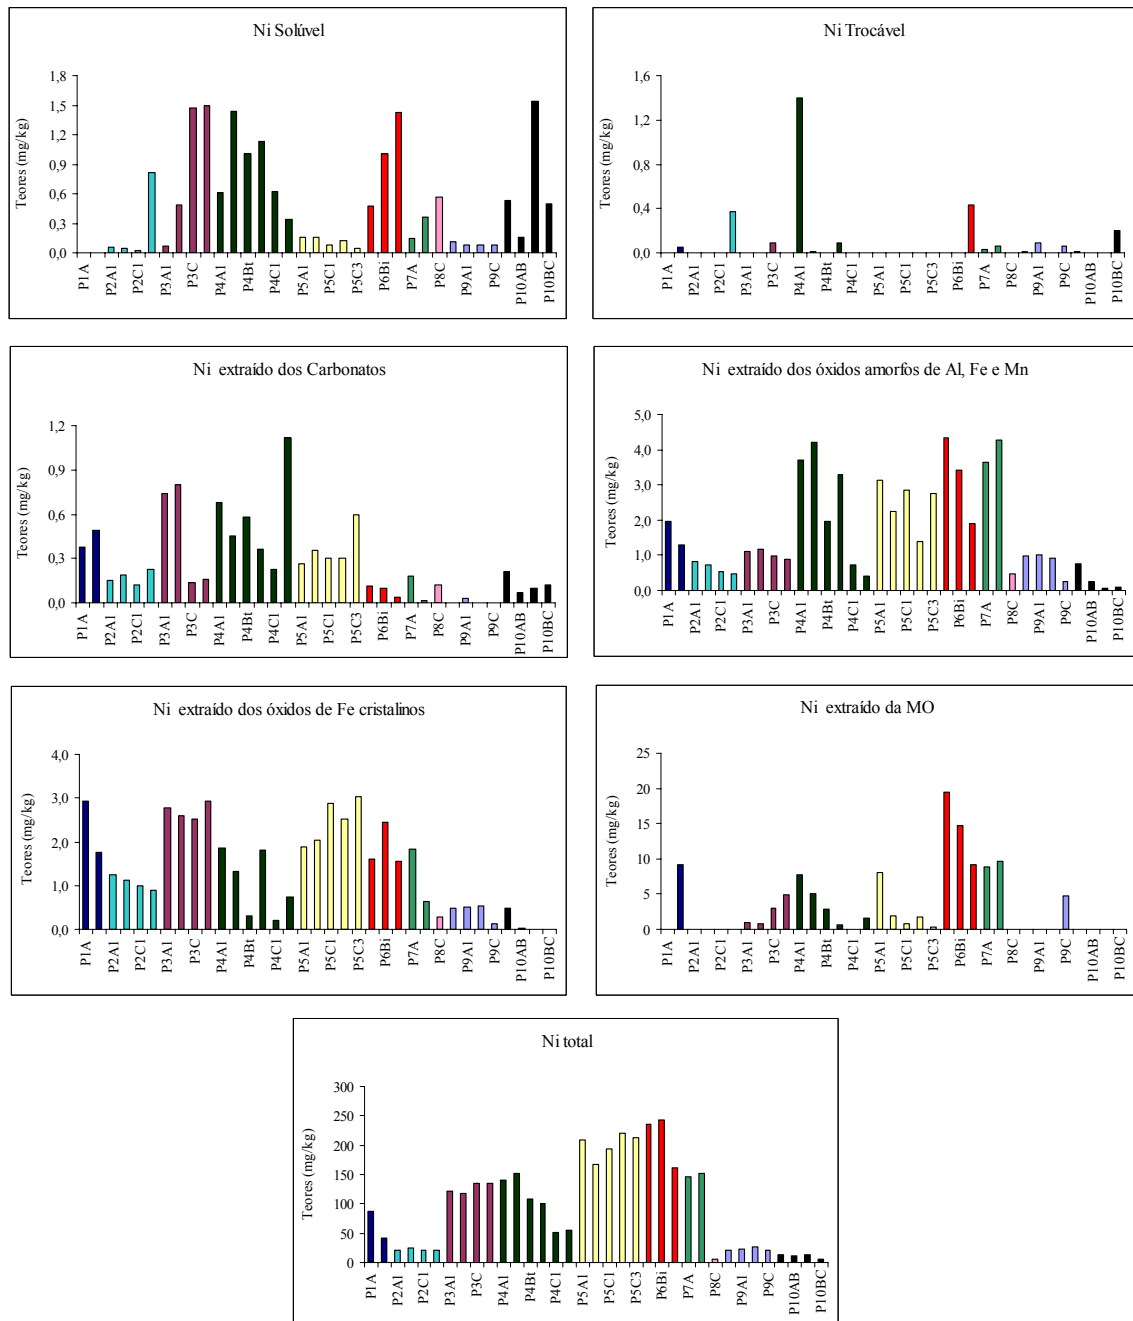 Ni Solúvel
Teores (mg/kg)
1,8
1,5
1,2
0,9
0,6
0,3
0,0
P1A
P2A1
P2C1
P3A1
P3C
P4A1
P4Bt
P4C1
P5A1
P5C1
P5C3
P6Bi
P7A
P8C
P9A1
P9C
P10AB
P10BC
Ni Trocável
Teores (mg/kg)
1,6
1,2
0,8
0,4
0,0
P1A
P2A1
P2C1
P3A1
P3C
P4A1
P4Bt
P4C1
P5A1
P5C1
P5C3
P6Bi
P7A
P8C
P9A1
P9C
P10AB
P10BC
Ni extraído dos Carbonatos
Teores (mg/kg)
1,2
0,9
0,6
0,3
0,0
P1A
P2A1
P2C1
P3A1
P3C
P4A1
P4Bt
P4C1
P5A1
P5C1
P5C3
P6Bi
P7A
P8C
P9A1
P9C
P10AB
P10BC
Ni extraído dos óxidos amorfos de Al, Fe e Mn
Teores (mg/kg)
5,0
4,0
3,0
2,0
1,0
0,0
P1A
P2A1
P2C1
P3A1
P3C
P4A1
P4Bt
P4C1
P5A1
P5C1
P5C3
P6Bi
P7A
P8C
P9A1
P9C
P10AB
P10BC
Ni extraído dos óxidos de Fe cristalinos
Teores (mg/kg)
4,0
3,0
2,0
1,0
0,0
P1A
P2A1
P2C1
P3A1
P3C
P4A1
P4Bt
P4C1
P5A1
P5C1
P5C3
P6Bi
P7A
P8C
P9A1
P9C
P10AB
P10BC
Ni extraído da MO
Teores (mg/kg)
25
20
15
10
5
0
P1A
P2A1
P2C1
P3A1
P3C
P4A1
P4Bt
P4C1
P5A1
P5C1
P5C3
P6Bi
P7A
P8C
P9A1
P9C
P10AB
P10BC
Ni total
Teores (mg/kg)
300
250
200
150
100
50
0
P1A
P2A1
P2C1
P3A1
P3C
P4A1
P4Bt
P4C1
P5A1
P5C1
P5C3
P6Bi
P7A
P8C
P9A1
P9C
P10AB
P10BC